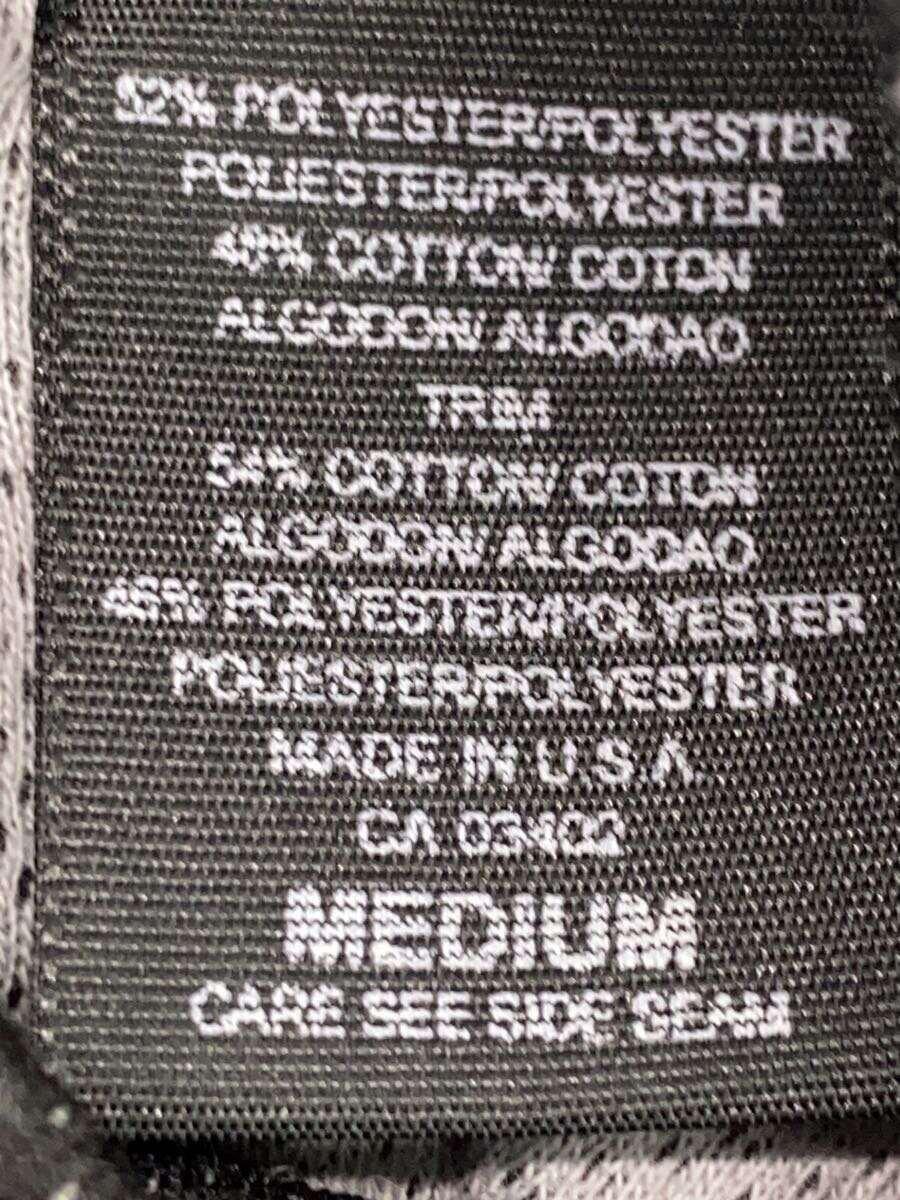 52% POLYESTER/POLYESTER
POLIESTER/POLYESTER
48% COTTON/ COTON
ALGODON/ ALGODAO
TRIM
54% COTTON/ COTON
ALGODON/ ALGODAO
46% POLYESTER/POLYESTER
POLIESTER/POLYESTER
MADE IN U.S.A.
CA 03402
MEDIUM
CARE SEE SIDE SEAM